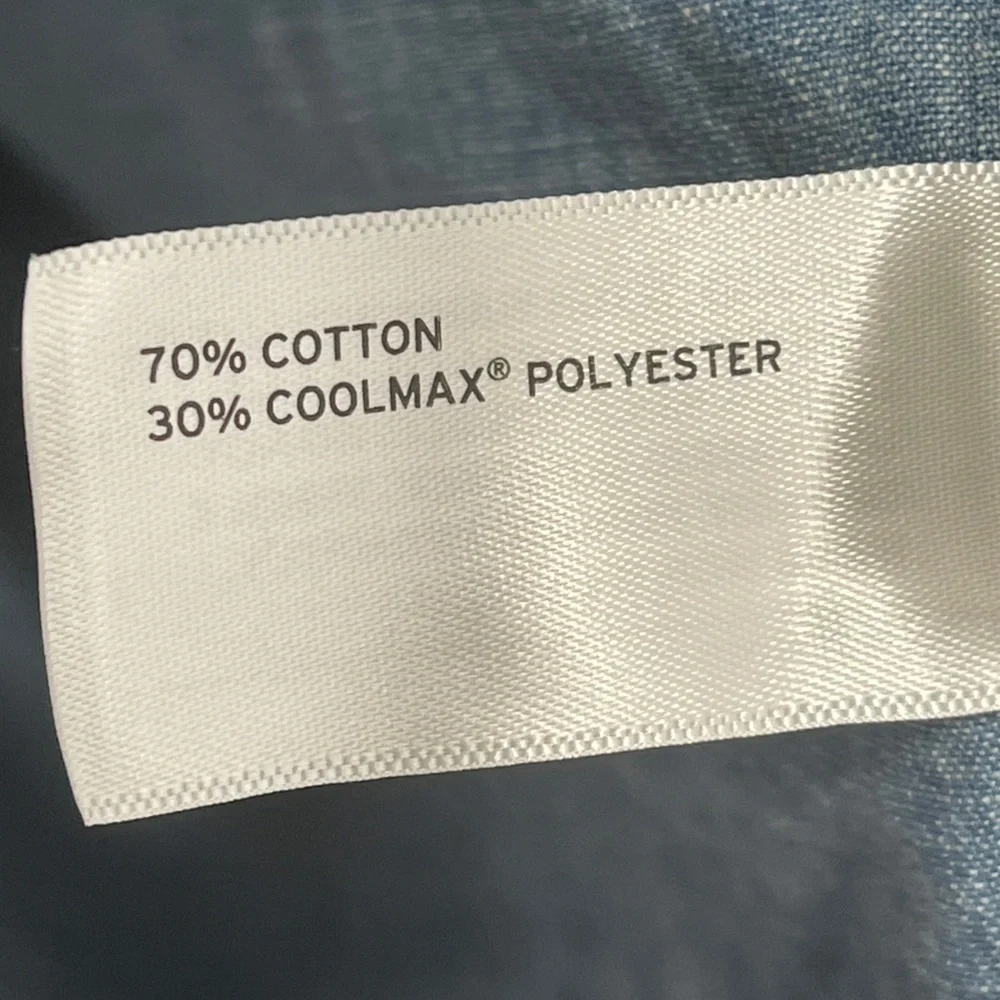 70% COTTON
30% COOLMAX® POLYESTER